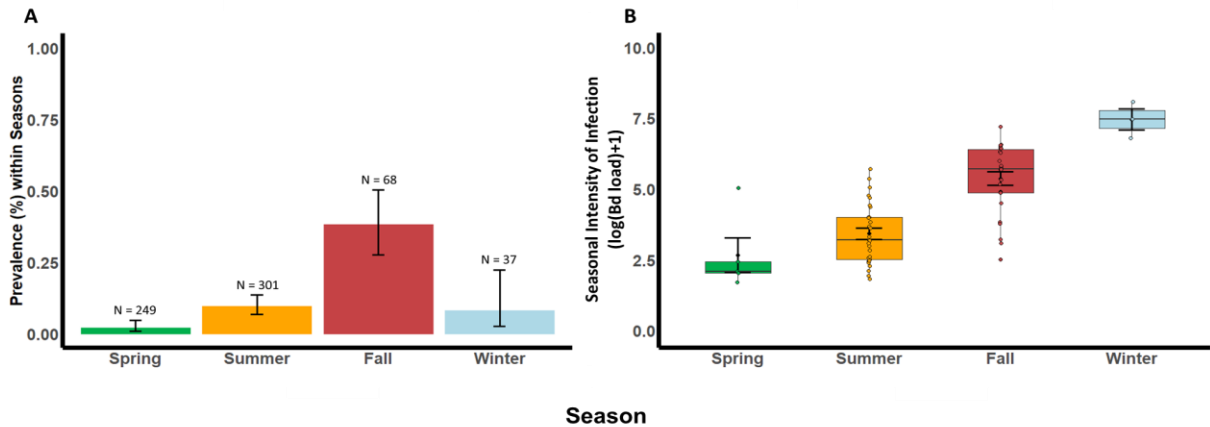 A
Prevalence (%) within Seasons
1.00
0.75
0.50
0.25
0.00
N = 249
N = 301
N = 68
N = 37
Spring Summer Fall Winter
B
Seasonal Intensity of Infection
(log(Bd load)+1)
10.0
7.5
5.0
2.5
0.0
Spring Summer Fall Winter
Season